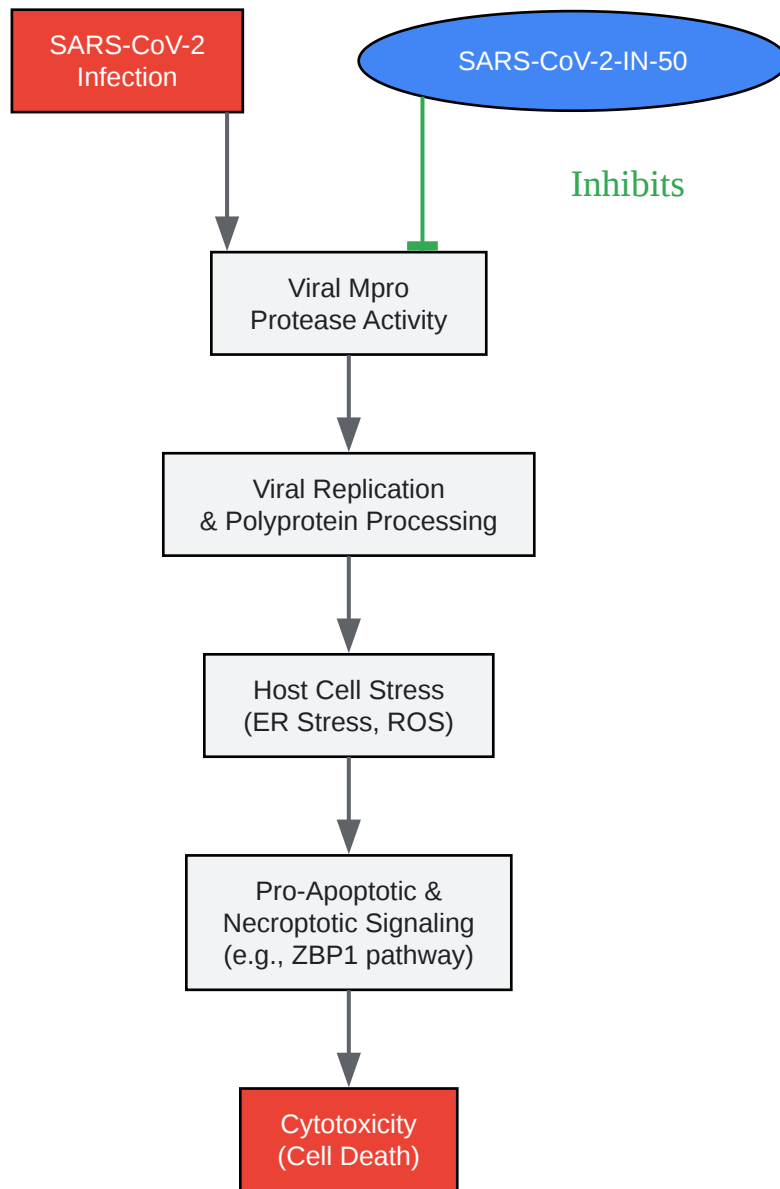 SARS-CoV-2
Infection
SARS-CoV-2-IN-50
Inhibits
Viral Mpro
Protease Activity
Viral Replication
& Polyprotein Processing
Host Cell Stress
(ER Stress, ROS)
Pro-Apoptotic &
Necroptotic Signaling
(e.g., ZBP1 pathway)
Cytotoxicity
(Cell Death)